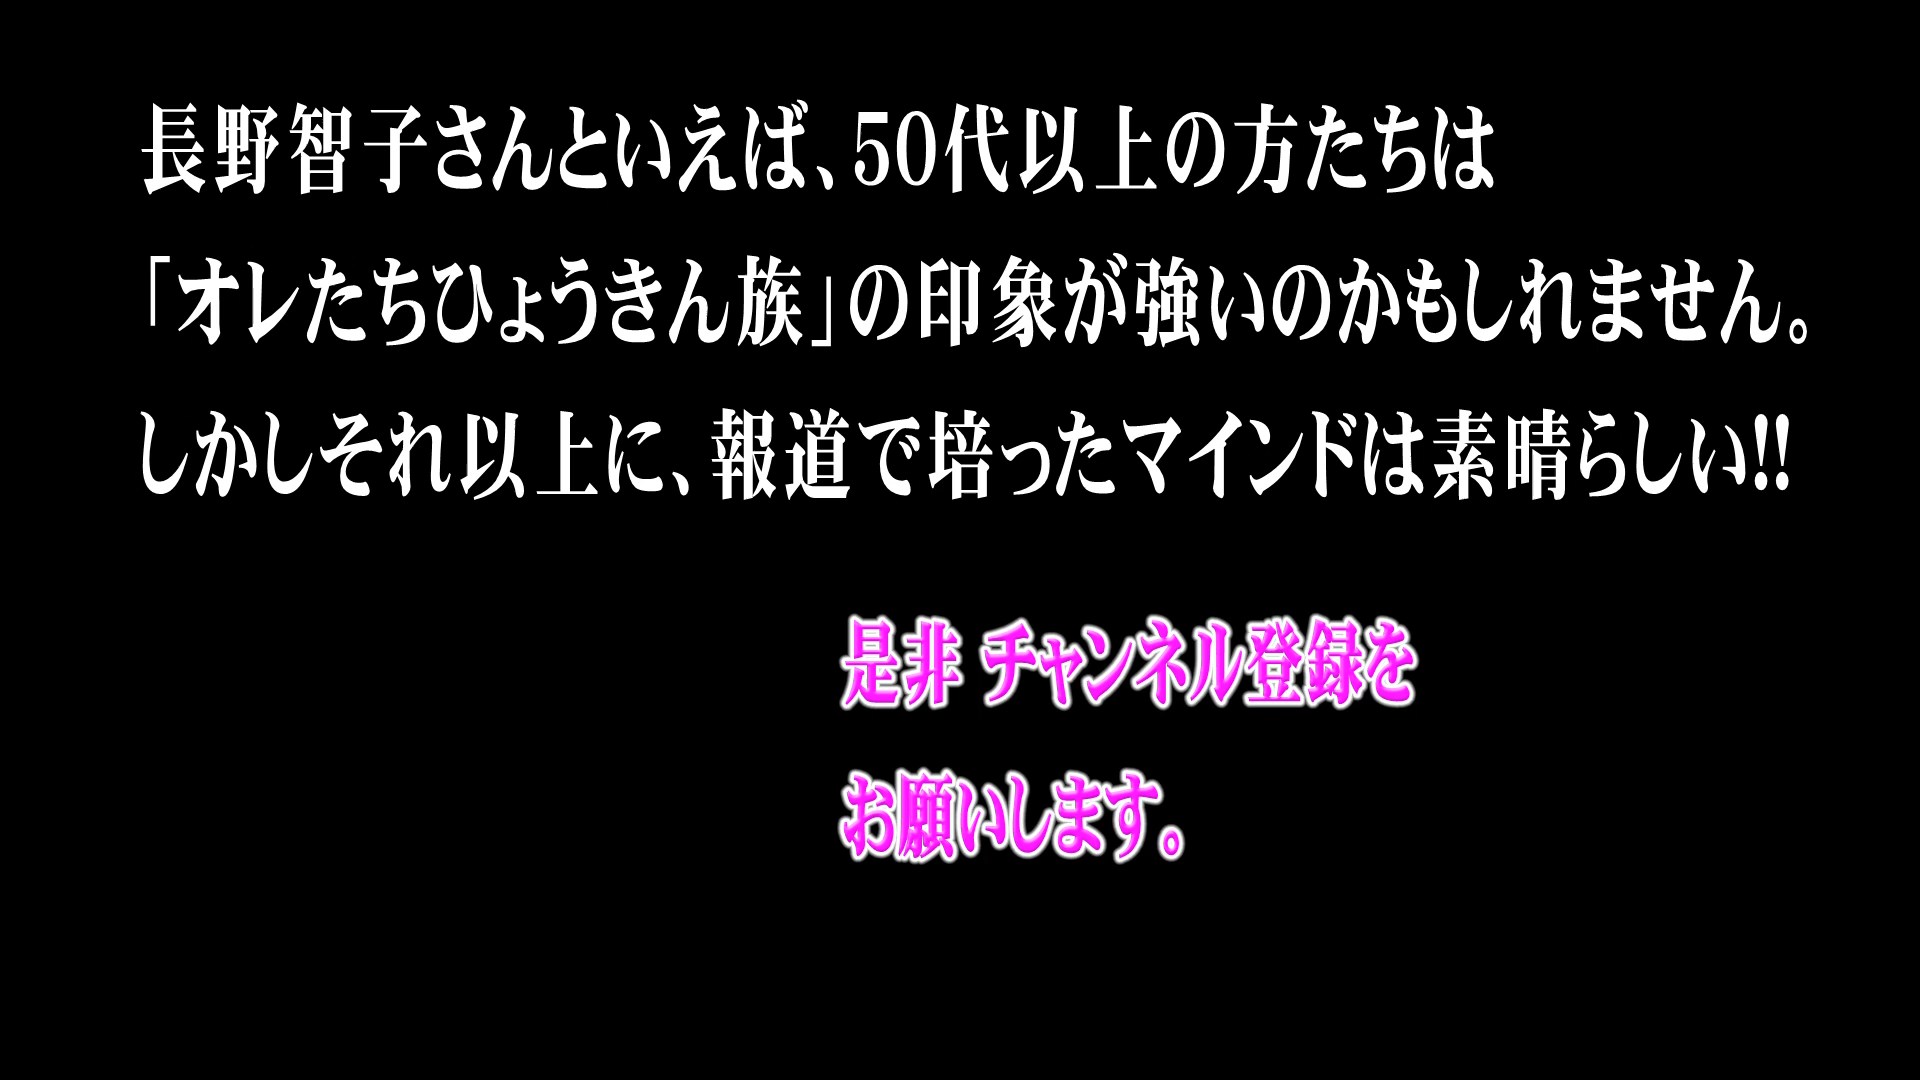 長野智子さんといえば、50代以上の方たちは
「オレたちひょうきん族」の印象が強いのかもしれません。
しかしそれ以上に、報道で培ったマインドは素晴らしい!!
是非 チャンネル登録を
お願いします。